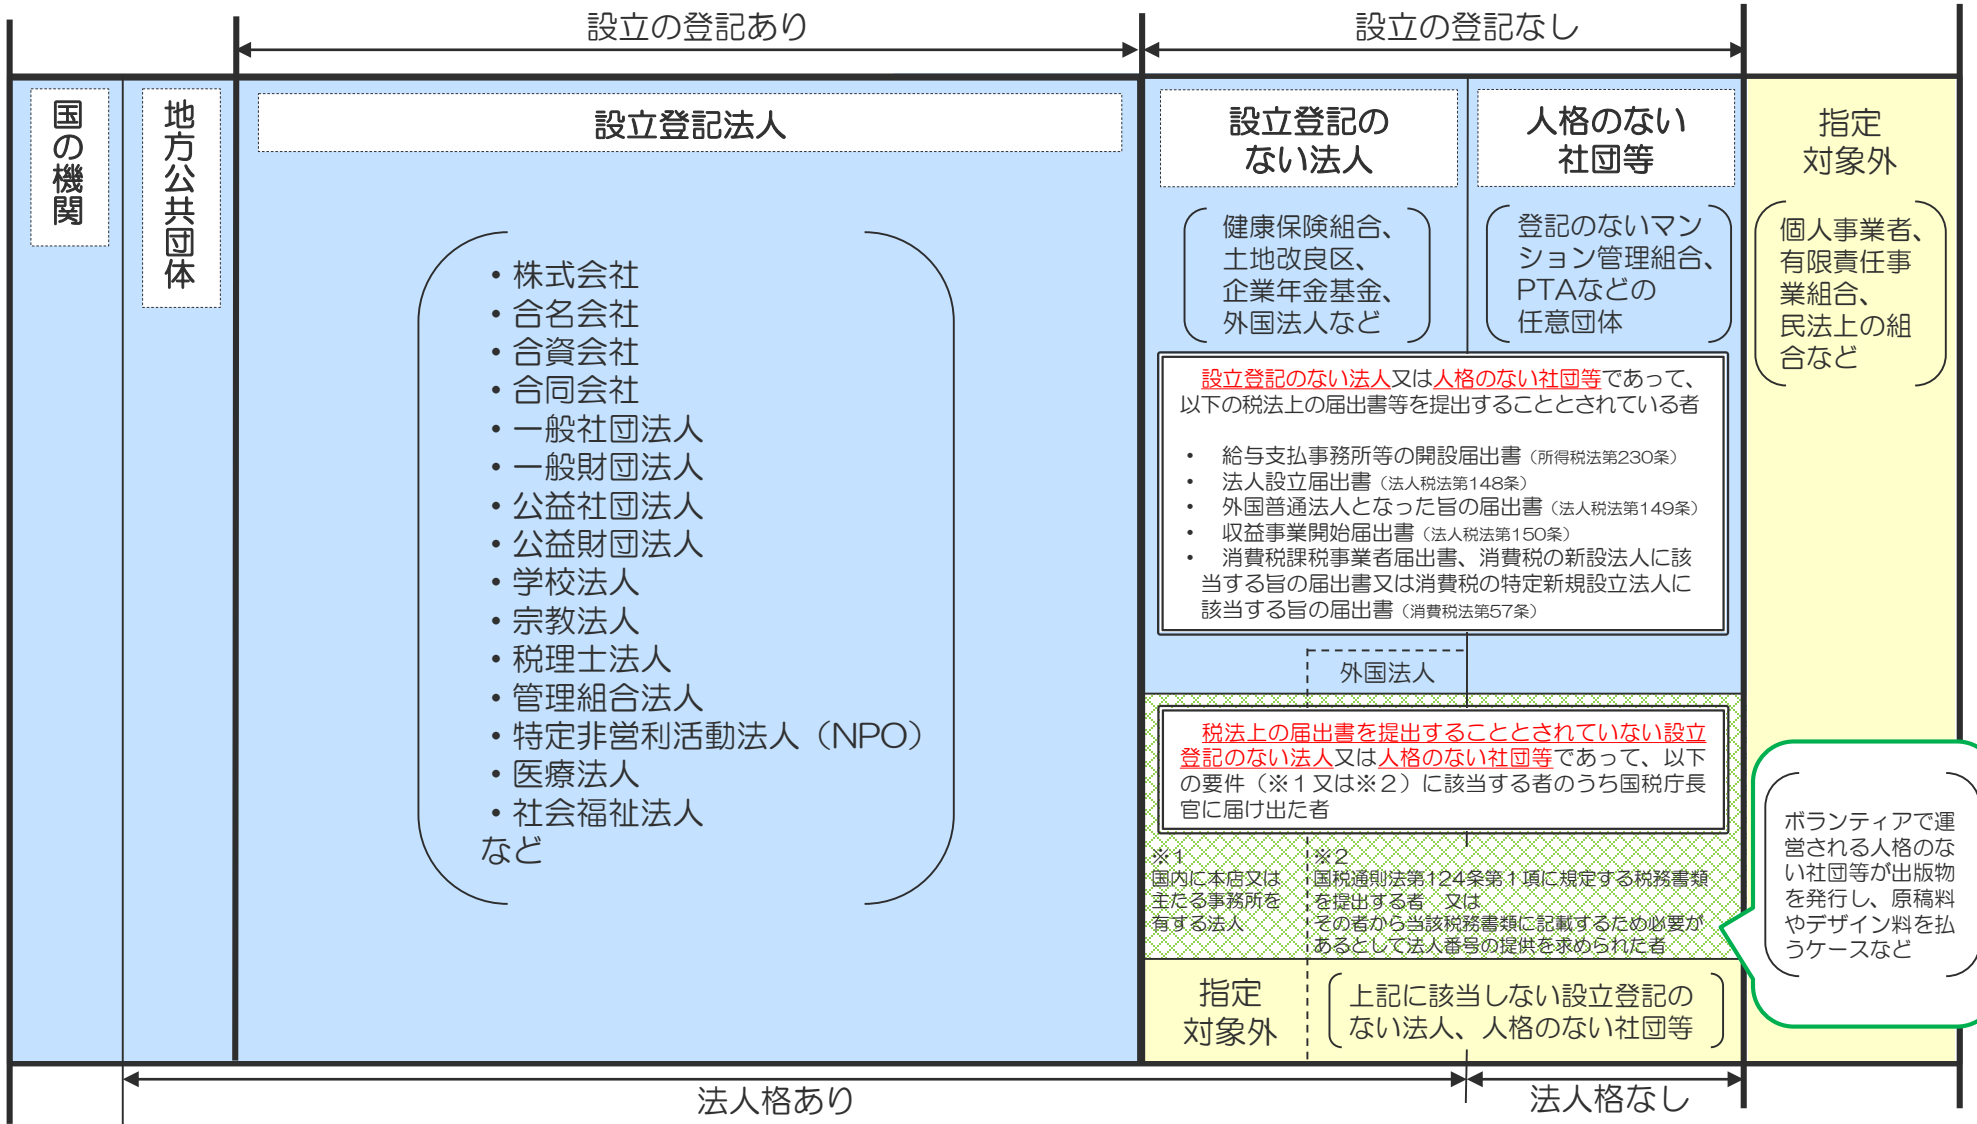 設立の登記あり
設立の登記なし
国の機関
地方公共団体
設立登記法人
・株式会社
・合名会社
・合資会社
・合同会社
・一般社団法人
・一般財団法人
・公益社団法人
・公益財団法人
・学校法人
・宗教法人
・税理士法人
・管理組合法人
・特定非営利活動法人（NPO）
・医療法人
・社会福祉法人
など
設立登記の
ない法人
健康保険組合、
土地改良区、
企業年金基金、
外国法人など
人格のない
社団等
登記のないマン
ション管理組合、
PTAなどの
任意団体
指定
対象外
個人事業者、
有限責任事
業組合、
民法上の組
合など
設立登記のない法人又は人格のない社団等であって、
以下の税法上の届出書等を提出することとされている者
・ 給与支払事務所等の開設届出書（所得税法第230条）
・ 法人設立届出書（法人税法第148条）
・ 外国普通法人となった旨の届出書（法人税法第149条）
・ 収益事業開始届出書（法人税法第150条）
・ 消費税課税事業者届出書、消費税の新設法人に該
当する旨の届出書又は消費税の特定新規設立法人に
該当する旨の届出書（消費税法第57条）
外国法人
税法上の届出書を提出することとされていない設立
登記のない法人又は人格のない社団等であって、以下
の要件（※１又は※２）に該当する者のうち国税庁長
官に届け出た者
※１
国内に本店又は
主たる事務所を
有する法人
※２
国税通則法第124条第１項に規定する税務書類
を提出する者　又は
その者から当該税務書類に記載するため必要が
あるとして法人番号の提供を求められた者
ボランティアで運
営される人格のな
い社団等が出版物
を発行し、原稿料
やデザイン料を払
うケースなど
指定
対象外
上記に該当しない設立登記の
ない法人、人格のない社団等
法人格あり
法人格なし